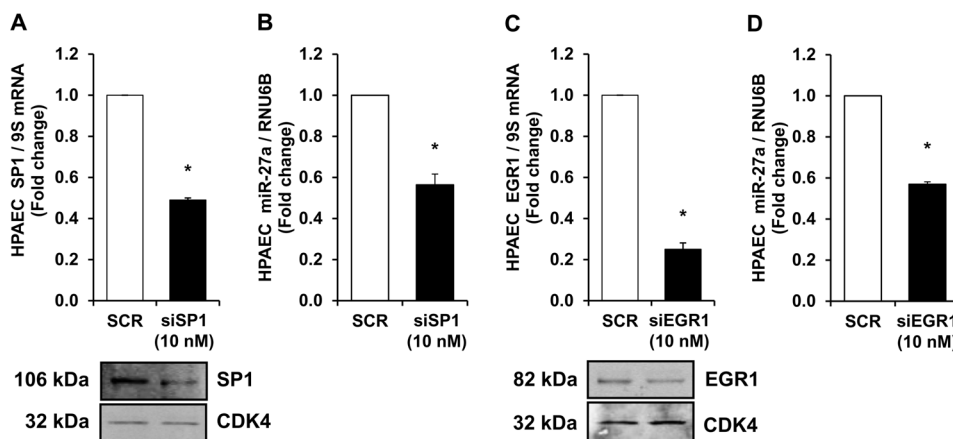 A
HPAEC SP1 / 9S mRNA
(Fold change)
1.2
1.0
0.8
0.6
0.4
0.2
0.0
*
SCR
siSP1
(10 nM)
106 kDa
SP1
32 kDa
CDK4
B
HPAEC miR-27a / RNU6B
(Fold change)
1.2
1.0
0.8
0.6
0.4
0.2
0.0
*
SCR
siSP1
(10 nM)
C
HPAEC EGR1 / 9S mRNA
(Fold change)
1.2
1.0
0.8
0.6
0.4
0.2
0.0
*
SCR
siEGR1
(10 nM)
82 kDa
EGR1
32 kDa
CDK4
D
HPAEC miR-27a / RNU6B
(Fold change)
1.2
1.0
0.8
0.6
0.4
0.2
0.0
*
SCR
siEGR1
(10 nM)